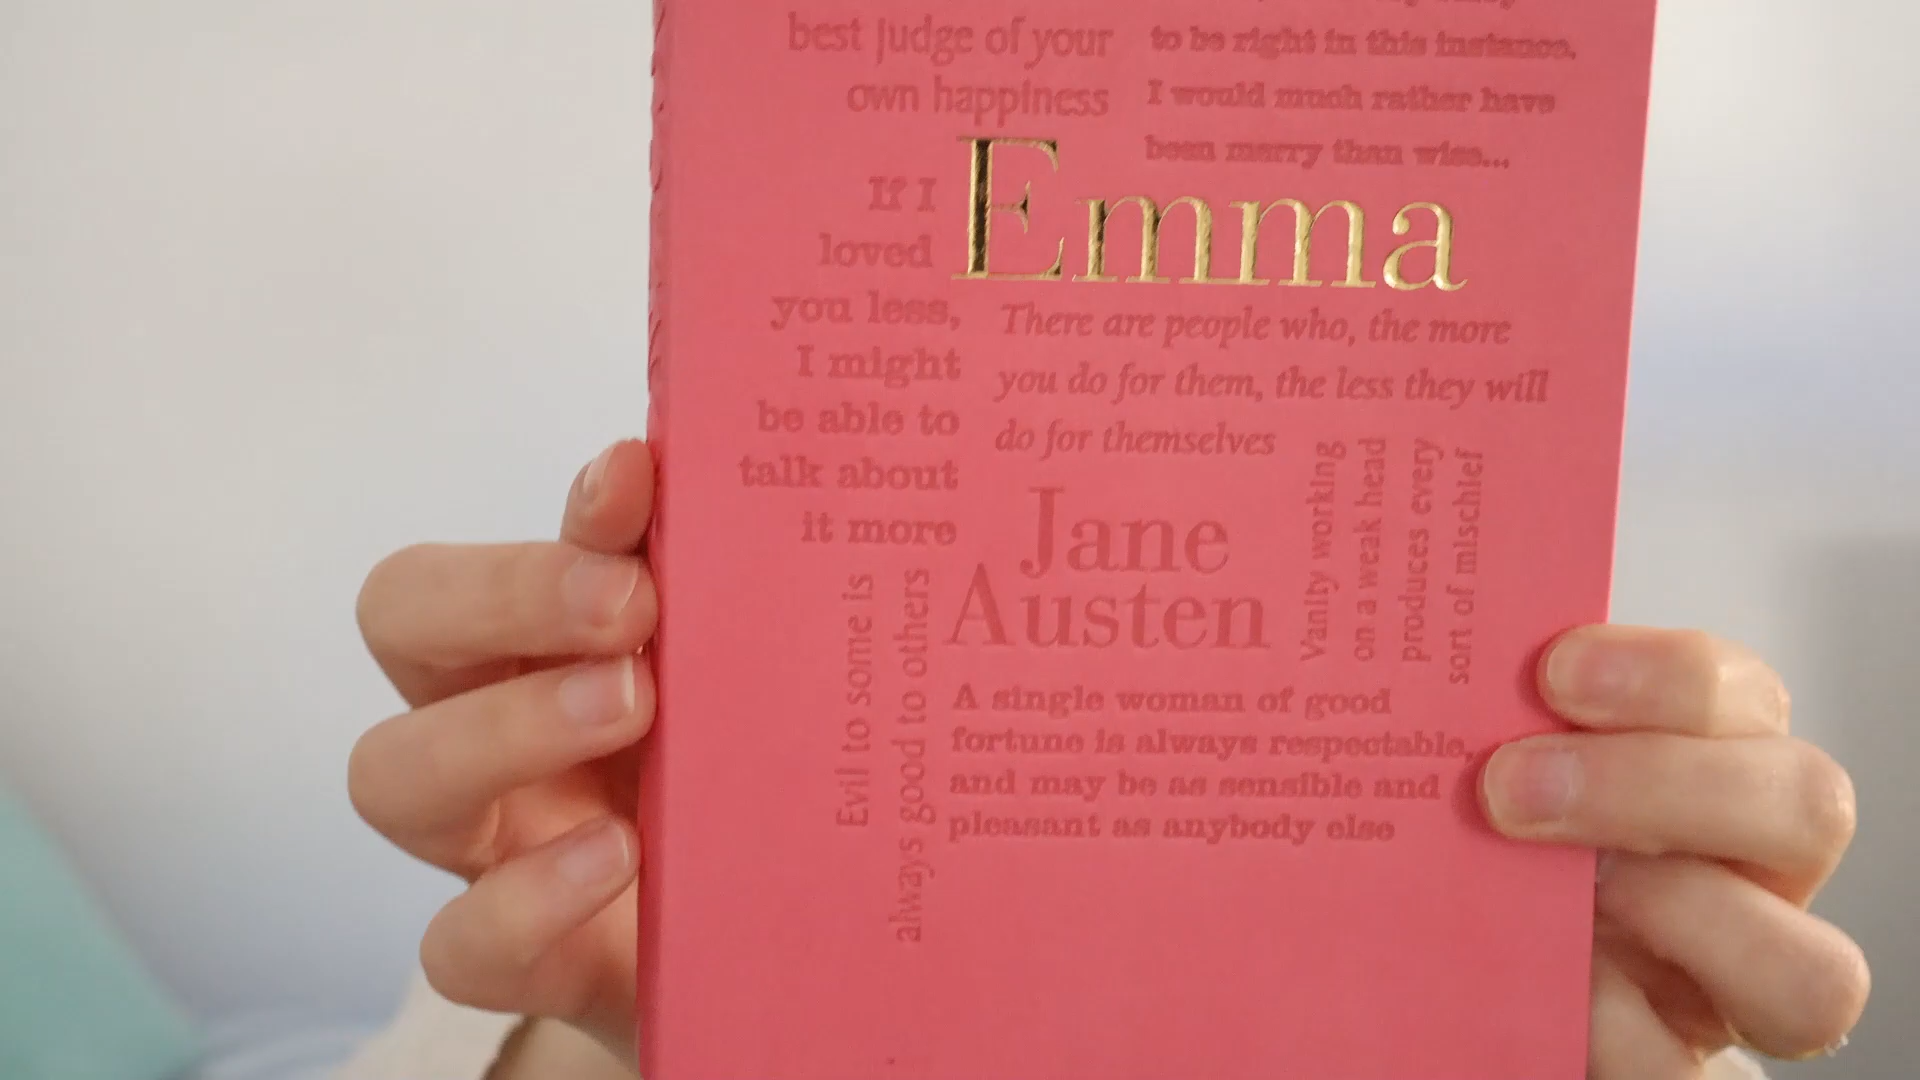 best judge of your
own happiness
to be right in this instance.
I would much rather have
been merry than wise...
Emma
If I
loved
you less,
I might
be able to
talk about
it more
There are people who, the more
you do for them, the less they will
do for themselves
Jane
Austen
Vanity working
on a weak head
produces every
sort of mischief
Evil to some is
always good to others
A single woman of good
fortune is always respectable,
and may be as sensible and
pleasant as anybody else